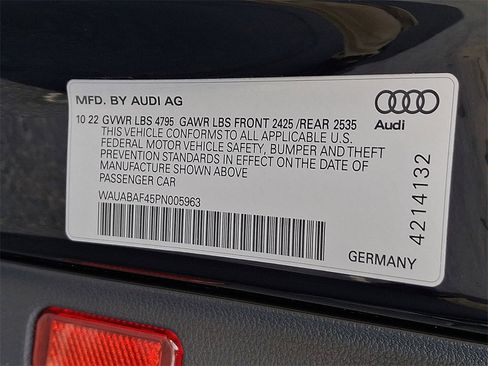 MFD. BY AUDI AG
10 22 GVWR LBS 4795 GAWR LBS FRONT 2425 /REAR 2535
THIS VEHICLE CONFORMS TO ALL APPLICABLE U.S.
FEDERAL MOTOR VEHICLE SAFETY, BUMPER AND THEFT
PREVENTION STANDARDS IN EFFECT ON THE DATE OF
MANUFACTURE SHOWN ABOVE
PASSENGER CAR
WAUABAF45PN005963
Audi
4214132
GERMANY